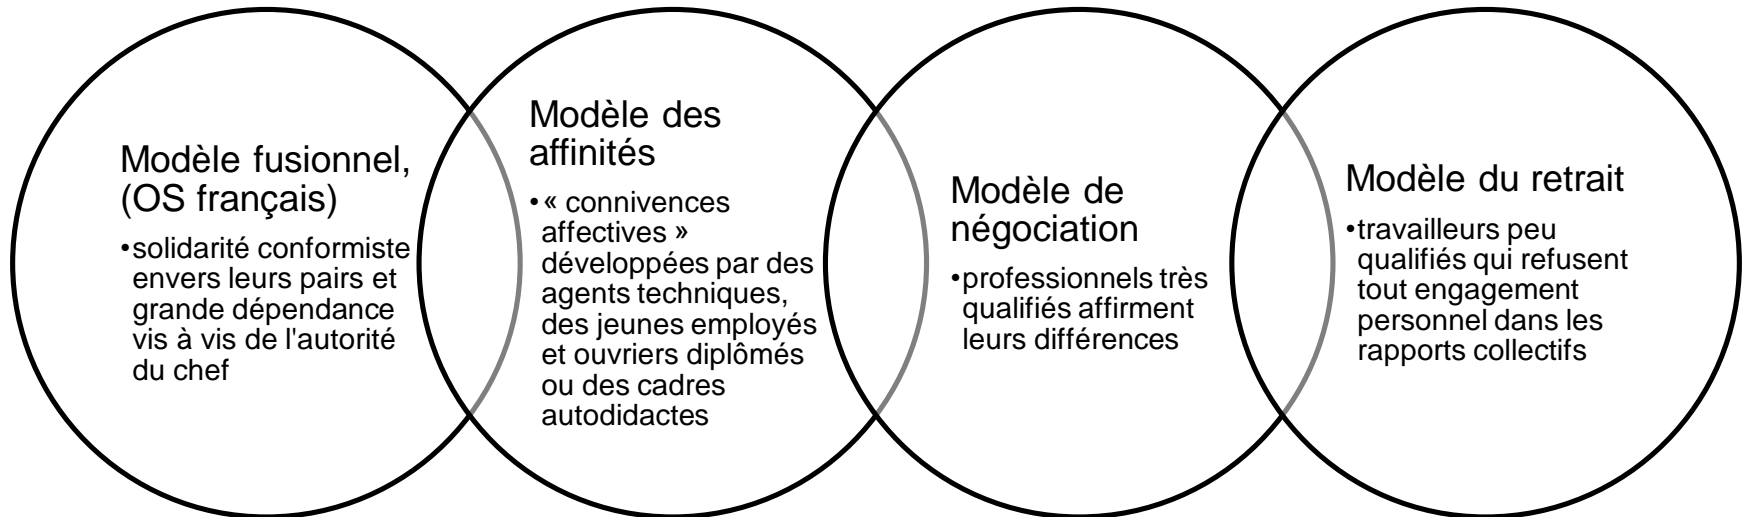 Modèle fusionnel,
(OS français)
•solidarité conformiste
envers leurs pairs et
grande dépendance
vis à vis de l'autorité
du chef
Modèle des
affinités
•« connivences
affectives »
développées par des
agents techniques,
des jeunes employés
et ouvriers diplômés
ou des cadres
autodidactes
Modèle de
négociation
•professionnels très
qualifiés affirment
leurs différences
Modèle du retrait
•travailleurs peu
qualifiés qui refusent
tout engagement
personnel dans les
rapports collectifs